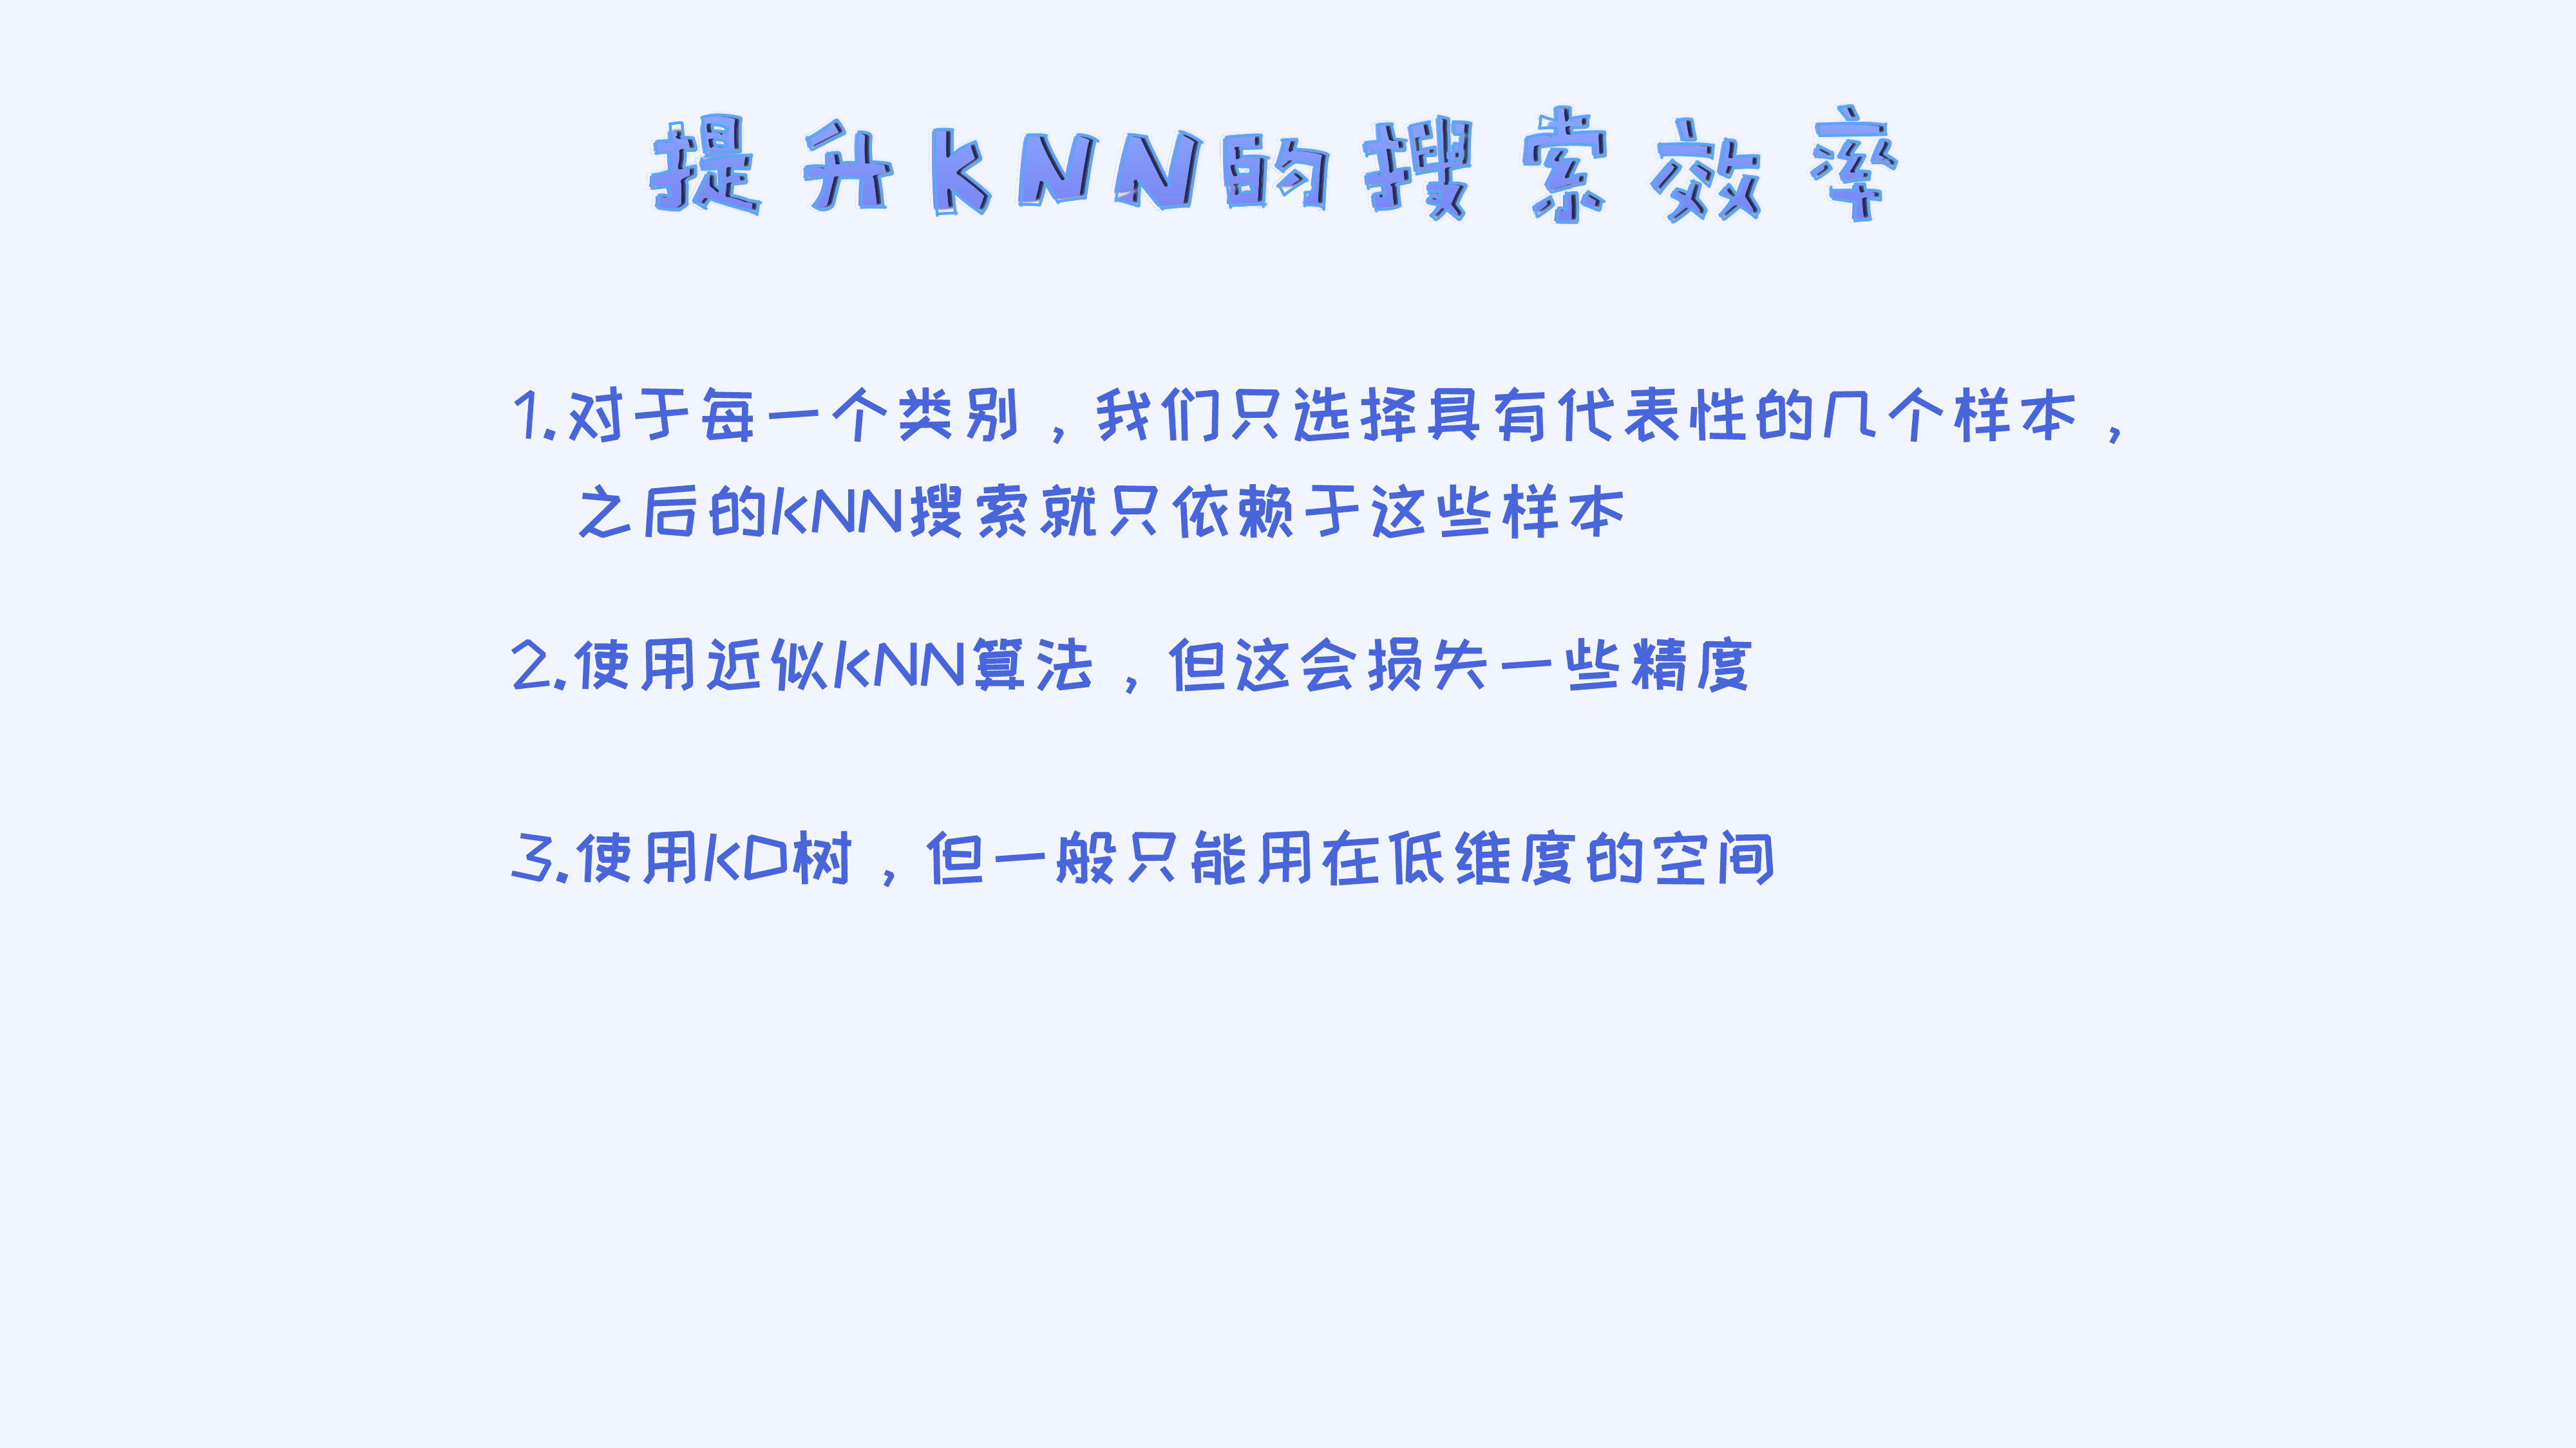 提升KNN的搜索效率
1.对于每一个类别，我们只选择具有代表性的几个样本，
之后的KNN搜索就只依赖于这些样本
2.使用近似KNN算法，但这会损失一些精度
3.使用KD树，但一般只能用在低维度的空间